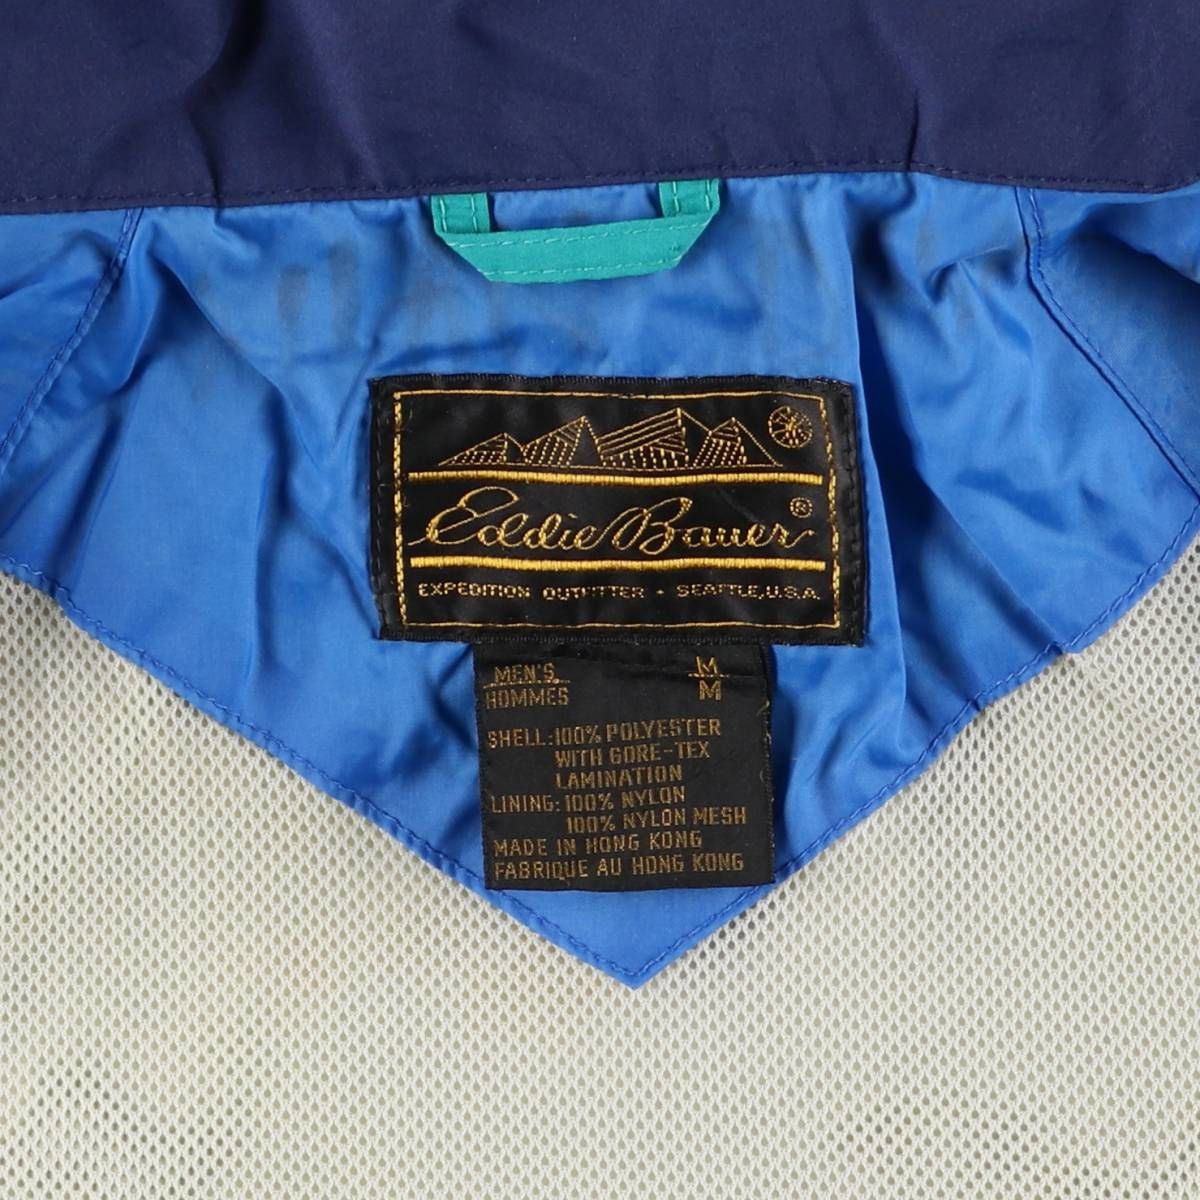 Eddie Bauer®
EXPEDITION OUTFITTER · SEATTLE, U.S.A.
MEN'S M
HOMMES M
SHELL: 100% POLYESTER
WITH GORE-TEX
LAMINATION
LINING: 100% NYLON
100% NYLON MESH
MADE IN HONG KONG
FABRIQUE AU HONG KONG